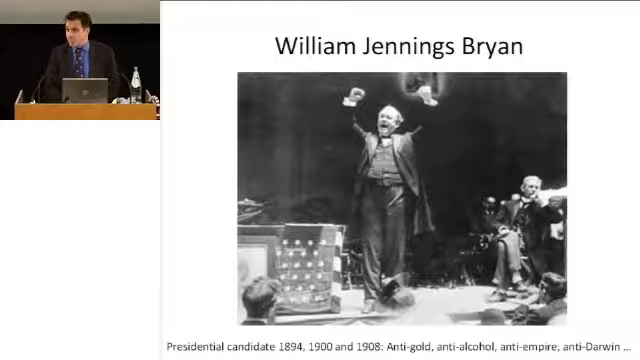 William Jennings Bryan
Presidential candidate 1894, 1900 and 1908: Anti-gold, anti-alcohol, anti-empire, anti-Darwin ...